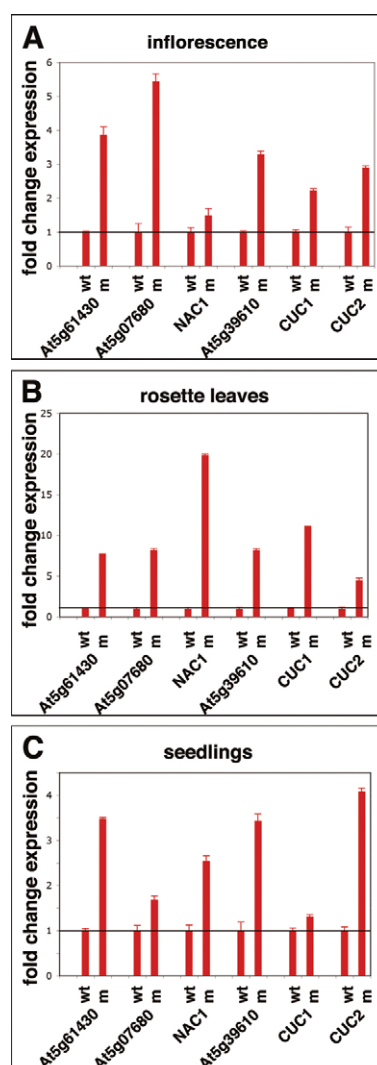 A
inflorescence
fold change expression
6
5
4
3
2
1
0
wt m wt m wt m wt m wt m wt m
At5g61430 At5g07680 NAC1 At5g39610 CUC1 CUC2
B
rosette leaves
fold change expression
25
20
15
10
5
0
wt m wt m wt m wt m wt m wt m
At5g61430 At5g07680 NAC1 At5g39610 CUC1 CUC2
C
seedlings
fold change expression
4
3
2
1
0
wt m wt m wt m wt m wt m wt m
At5g61430 At5g07680 NAC1 At5g39610 CUC1 CUC2